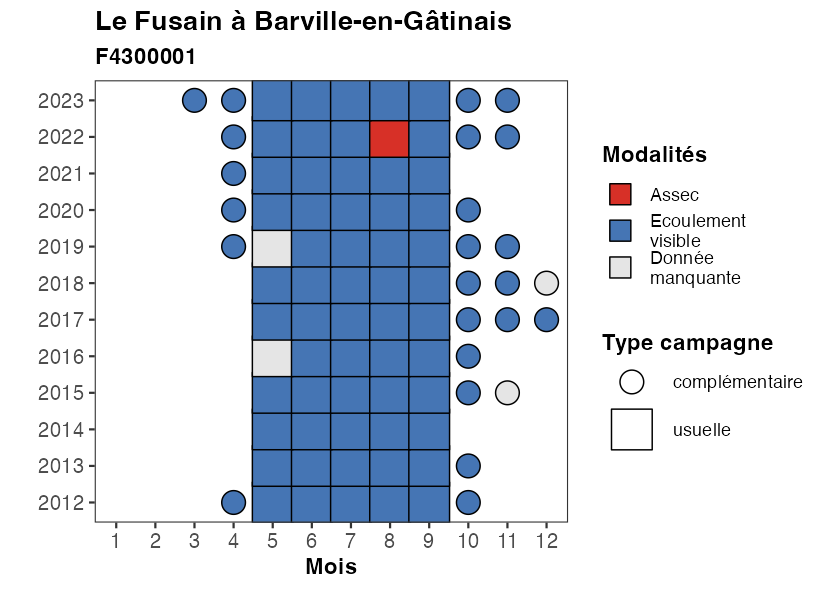 Le Fusain à Barville-en-Gâtinais
F4300001
2023
2022
2021
2020
2019
2018
2017
2016
2015
2014
2013
2012
1 2 3 4 5 6 7 8 9 10 11 12
Mois
Modalités
Assec
Ecoulement
visible
Donnée
manquante
Type campagne
complémentaire
usuelle